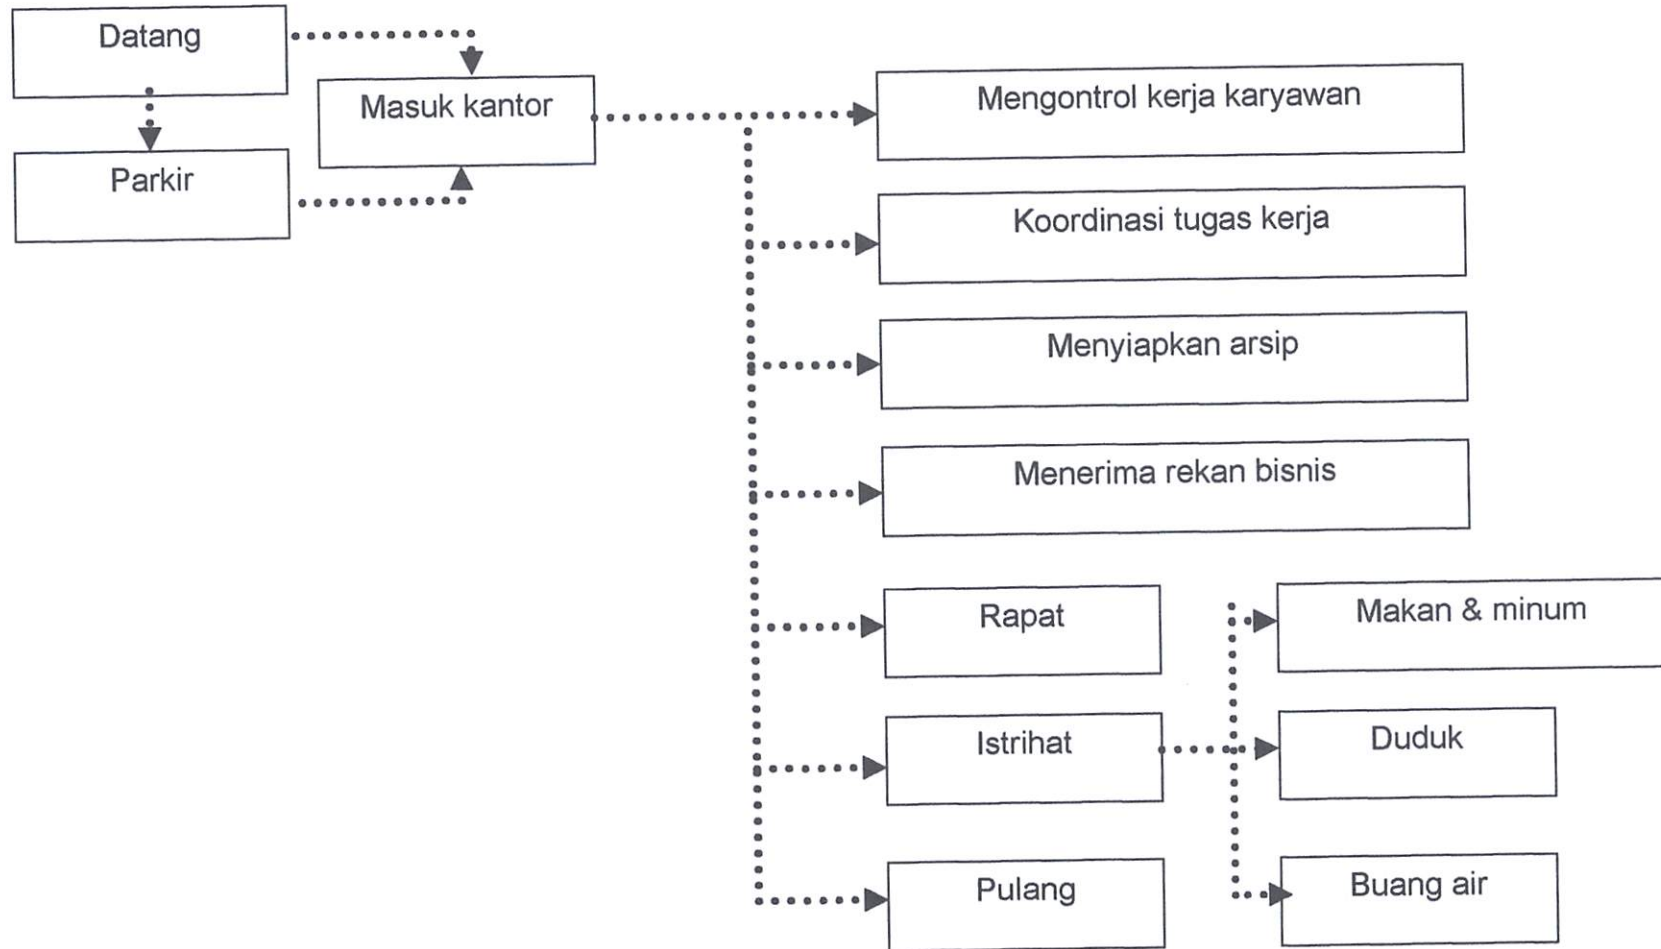 Datang
Masuk kantor
Parkir
Mengontrol kerja karyawan
Koordinasi tugas kerja
Menyiapkan arsip
Menerima rekan bisnis
Rapat
Makan & minum
Istrihat
Duduk
Pulang
Buang air